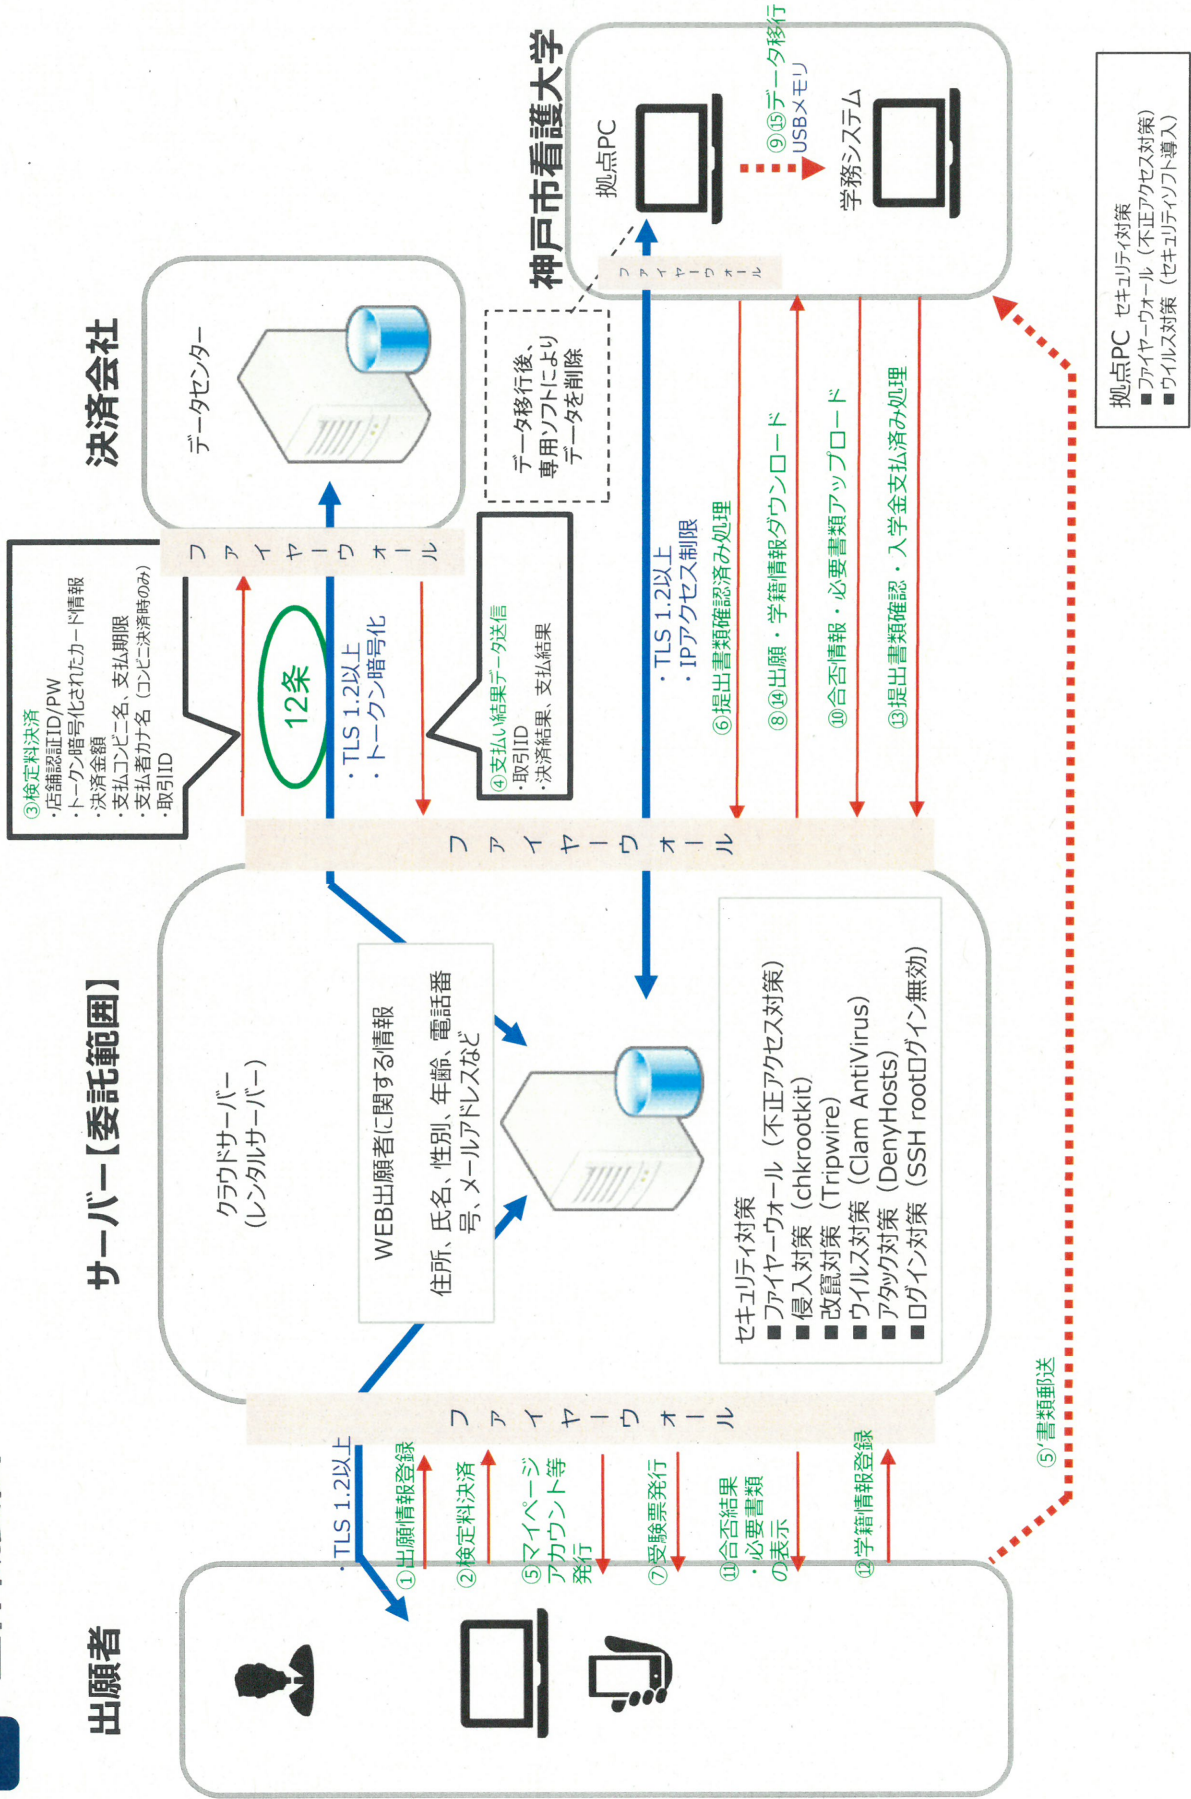 出願者
サーバー【委託範囲】
決済会社
神戸市看護大学
・TLS 1.2以上
①出願情報登録
②検定料決済
⑤マイページ
アカウント等
発行
⑦受験票発行
⑪合否結果
・必要書類
の表示
⑫学籍情報登録
⑤'書類郵送
ファイヤーウォール
クラウドサーバー
（レンタルサーバー）
WEB出願者に関する情報
住所、氏名、性別、年齢、電話番
号、メールアドレスなど
セキュリティ対策
■ファイヤーウォール（不正アクセス対策）
■侵入対策（chkrootkit）
■改竄対策（Tripwire）
■ウイルス対策（Clam AntiVirus）
■アタック対策（DenyHosts）
■ログイン対策（SSH rootログイン無効）
ファイヤーウォール
③検定料決済
・店舗認証ID/PW
・トークン暗号化されたカード情報
・決済金額
・支払コンビニ名、支払期限
・支払者カナ名（コンビニ決済時のみ）
・取引ID
12条
・TLS 1.2以上
・トークン暗号化
④支払い結果データ送信
・取引ID
・決済結果、支払結果
ファイヤーウォール
データセンター
データ移行後、
専用ソフトにより
データを削除
・TLS 1.2以上
・IPアクセス制限
⑥提出書類確認済み処理
⑧⑭出願・学籍情報ダウンロード
⑩合否情報・必要書類アップロード
⑬提出書類確認・入学金支払済み処理
ファイヤーウォール
拠点PC
⑨⑮データ移行
USBメモリ
学務システム
拠点PC セキュリティ対策
■ファイヤーウォール（不正アクセス対策）
■ウイルス対策（セキュリティソフト導入）